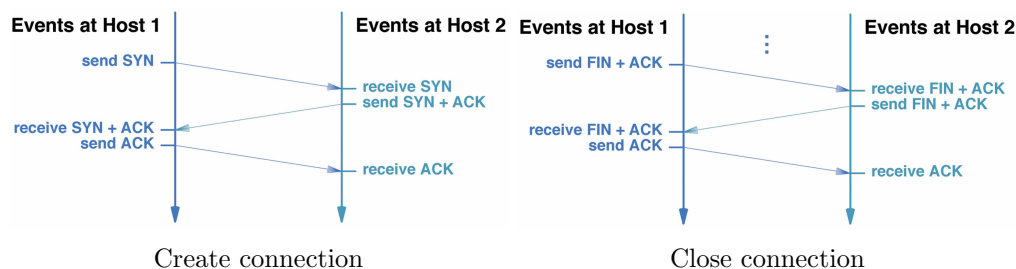 Events at Host 1
Events at Host 2
send SYN
receive SYN
send SYN + ACK
receive SYN + ACK
send ACK
receive ACK
Create connection
Events at Host 1
Events at Host 2
send FIN + ACK
receive FIN + ACK
send FIN + ACK
receive FIN + ACK
send ACK
receive ACK
Close connection